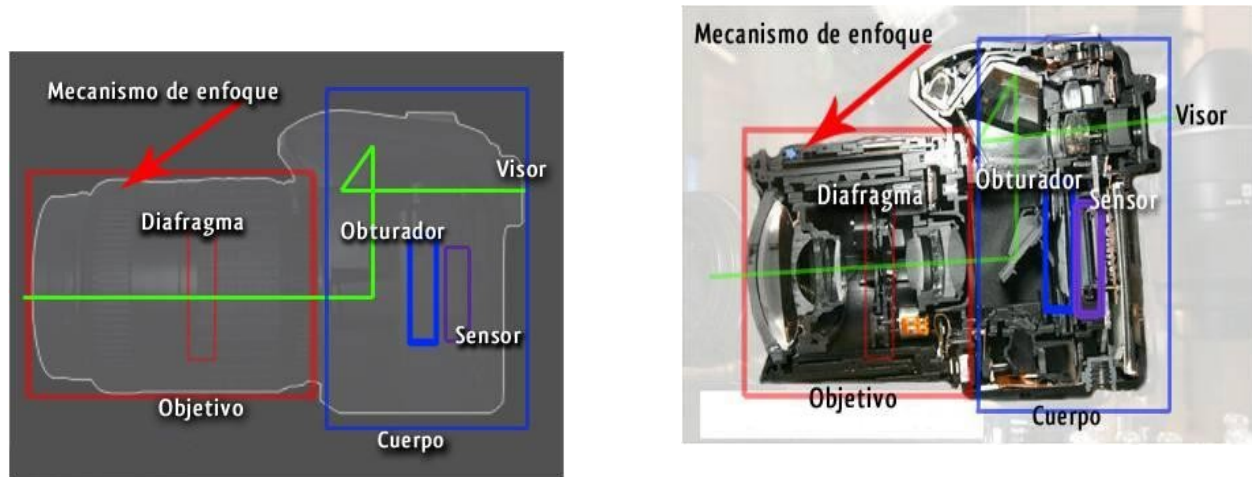 Mecanismo de enfoque
Visor
Diafragma
Obturador
Sensor
Objetivo
Cuerpo
Mecanismo de enfoque
Visor
Diafragma
Obturador
Sensor
Objetivo
Cuerpo